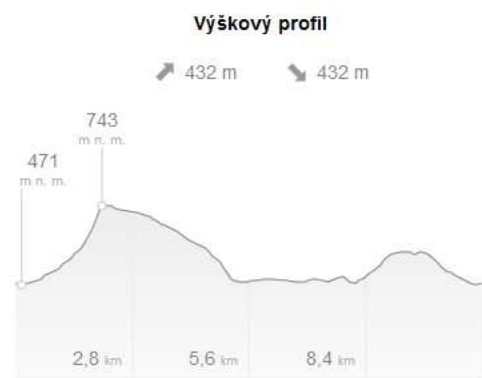 Výškový profil
432 m 432 m
743
m n. m.
471
m n. m.
2,8 km 5,6 km 8,4 km